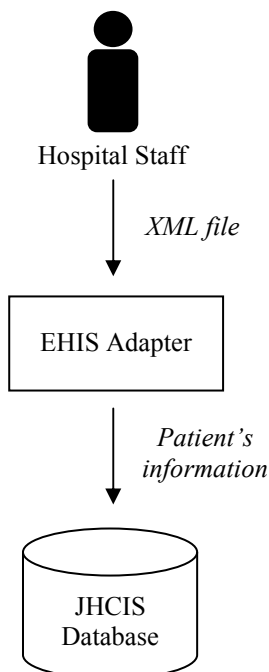 Hospital Staff
XML file
EHIS Adapter
Patient's
information
JHCIS
Database